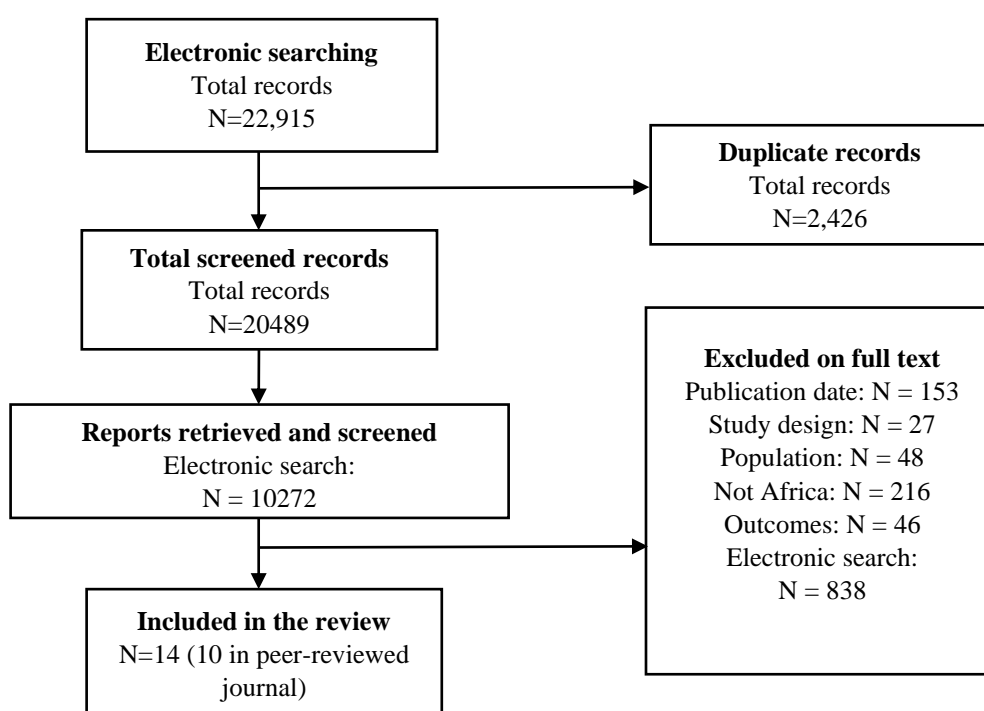 Electronic searching
Total records
N=22,915
Duplicate records
Total records
N=2,426
Total screened records
Total records
N=20489
Reports retrieved and screened
Electronic search:
N = 10272
Excluded on full text
Publication date: N = 153
Study design: N = 27
Population: N = 48
Not Africa: N = 216
Outcomes: N = 46
Electronic search:
N = 838
Included in the review
N=14 (10 in peer-reviewed
journal)